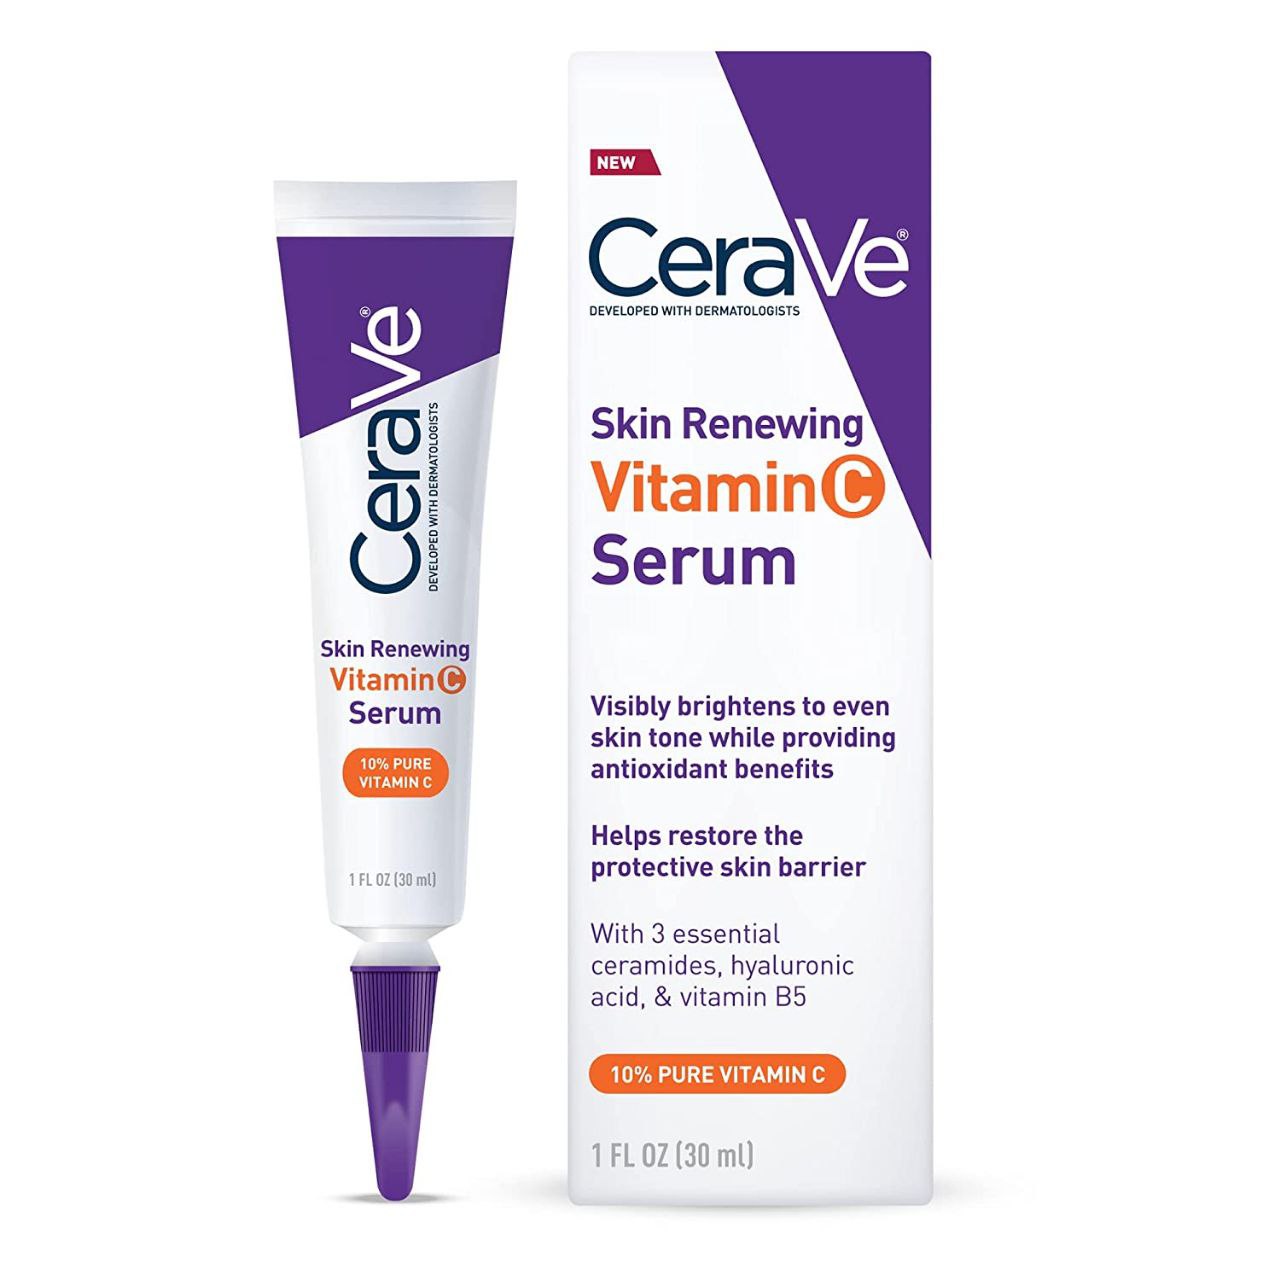 CeraVe®
DEVELOPED WITH DERMATOLOGISTS
Skin Renewing
Vitamin C
Serum
10% PURE
VITAMIN C
1 FL OZ (30 ml)
NEW
CeraVe®
DEVELOPED WITH DERMATOLOGISTS
Skin Renewing
Vitamin C
Serum
Visibly brightens to even
skin tone while providing
antioxidant benefits
Helps restore the
protective skin barrier
With 3 essential
ceramides, hyaluronic
acid, & vitamin B5
10% PURE VITAMIN C
1 FL OZ (30 ml)